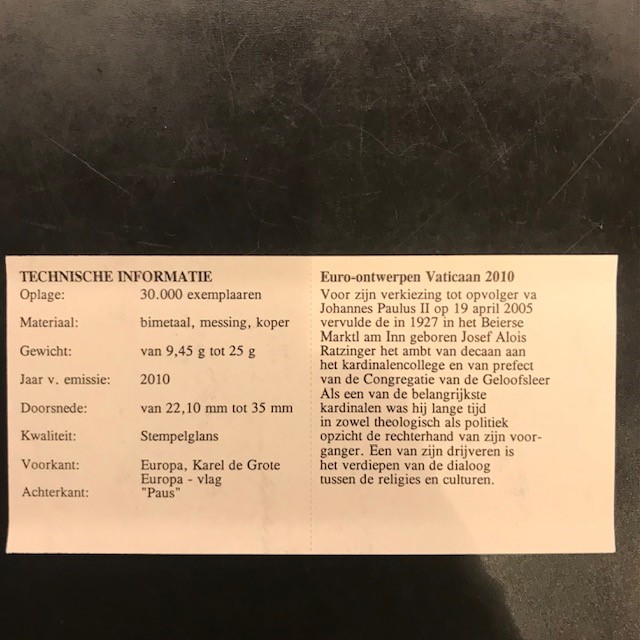 TECHNISCHE INFORMATIE
Oplage: 30.000 exemplaaren
Materiaal: bimetaal, messing, koper
Gewicht: van 9,45 g tot 25 g
Jaar v. emissie: 2010
Doorsnede: van 22,10 mm tot 35 mm
Kwaliteit: Stempelglans
Voorkant: Europa, Karel de Grote
Europa - vlag
Achterkant: "Paus"
Euro-ontwerpen Vaticaan 2010
Voor zijn verkiezing tot opvolger va
Johannes Paulus II op 19 april 2005
vervulde de in 1927 in het Beierse
Marktl am Inn geboren Josef Alois
Ratzinger het ambt van decaan aan
het kardinalencollege en van prefect
van de Congregatie van de Geloofsleer
Als een van de belangrijkste
kardinalen was hij lange tijd
in zowel theologisch als politiek
opzicht de rechterhand van zijn voor-
ganger. Een van zijn drijveren is
het verdiepen van de dialoog
tussen de religies en culturen.